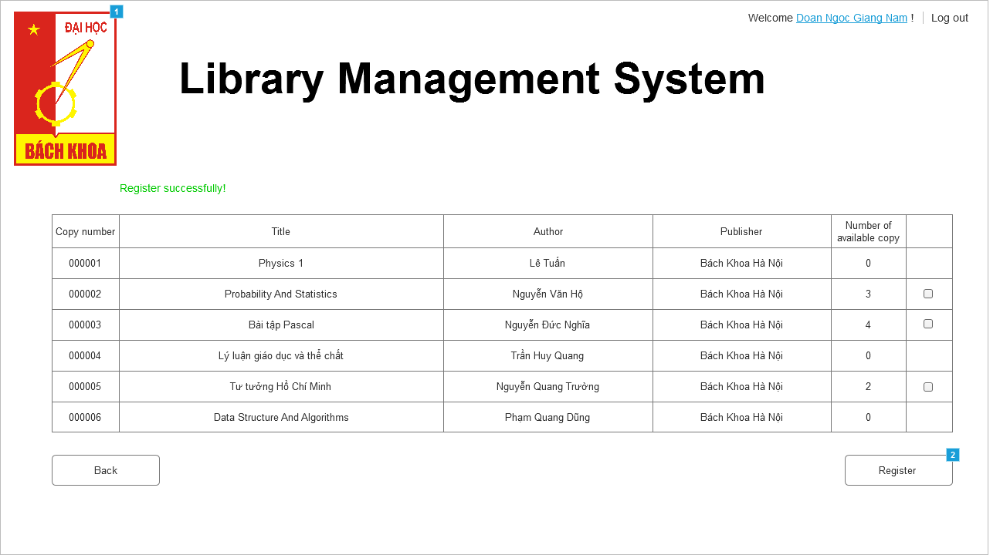 1
ĐẠI HỌC
BÁCH KHOA
Welcome Doan Ngoc Giang Nam ! Log out
Library Management System
Register successfully!
Copy number Title Author Publisher Number of available copy
000001 Physics 1 Lê Tuấn Bách Khoa Hà Nội 0
000002 Probability And Statistics Nguyễn Văn Hộ Bách Khoa Hà Nội 3
000003 Bài tập Pascal Nguyễn Đức Nghĩa Bách Khoa Hà Nội 4
000004 Lý luận giáo dục và thể chất Trần Huy Quang Bách Khoa Hà Nội 0
000005 Tư tưởng Hồ Chí Minh Nguyễn Quang Trường Bách Khoa Hà Nội 2
000006 Data Structure And Algorithms Phạm Quang Dũng Bách Khoa Hà Nội 0
Back
Register
2